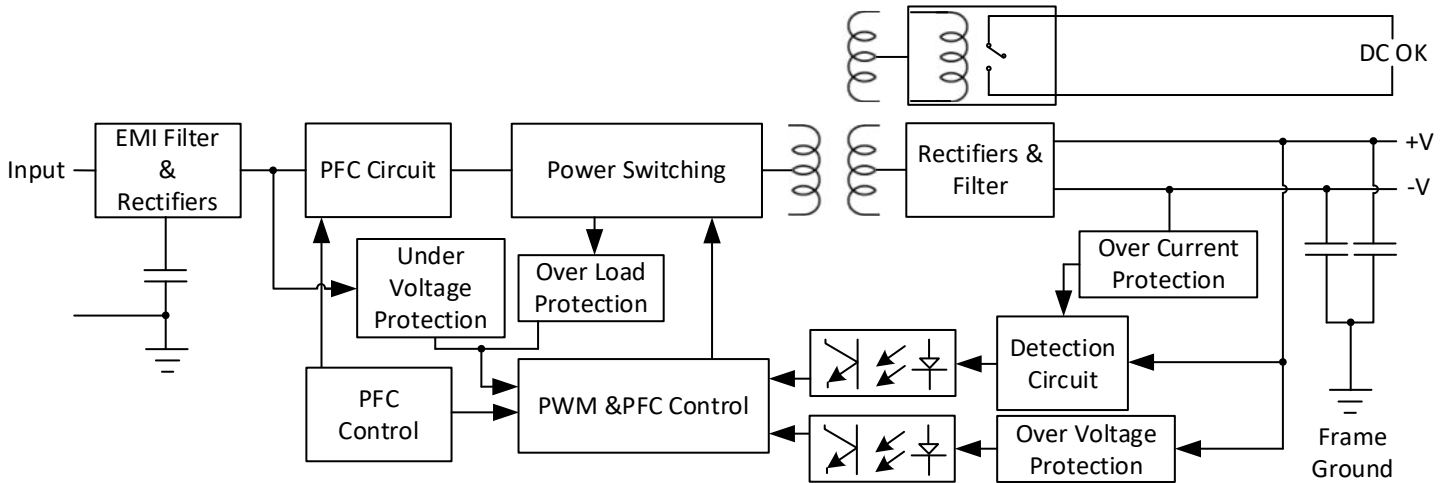 DC OK
Input
EMI Filter
&
Rectifiers
PFC Circuit
Power Switching
Rectifiers &
Filter
+V
-V
Under
Voltage
Protection
Over Load
Protection
Over Current
Protection
Detection
Circuit
PFC
Control
PWM &PFC Control
Over Voltage
Protection
Frame
Ground